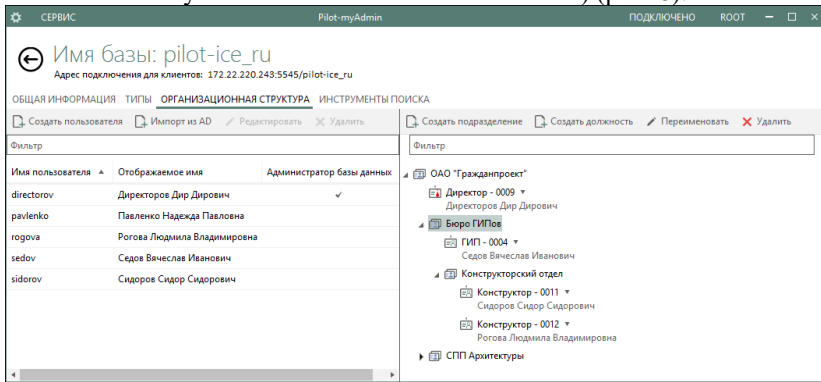 СЕРВИС Pilot-myAdmin ПОДКЛЮЧЕНО ROOT
Имя базы: pilot-ice_ru
Адрес подключения для клиентов: 172.22.220.243:5545/pilot-ice_ru
ОБЩАЯ ИНФОРМАЦИЯ ТИПЫ ОРГАНИЗАЦИОННАЯ СТРУКТУРА ИНСТРУМЕНТЫ ПОИСКА
Создать пользователя Импорт из AD Редактировать Удалить
Фильтр
Имя пользователя Отображаемое имя Администратор базы данных
directorov Директоров Дир Дирович
pavlenko Павленко Надежда Павловна
rogova Рогова Людмила Владимировна
sedov Седов Вячеслав Иванович
sidorov Сидоров Сидор Сидорович
Создать подразделение Создать должность Переименовать Удалить
Фильтр
ОАО "Гражданпроект"
Директор - 0009
Директоров Дир Дирович
Бюро ГИПов
ГИП - 0004
Седов Вячеслав Иванович
Конструкторский отдел
Конструктор - 0011
Сидоров Сидор Сидорович
Конструктор - 0012
Рогова Людмила Владимировна
СПП Архитектуры